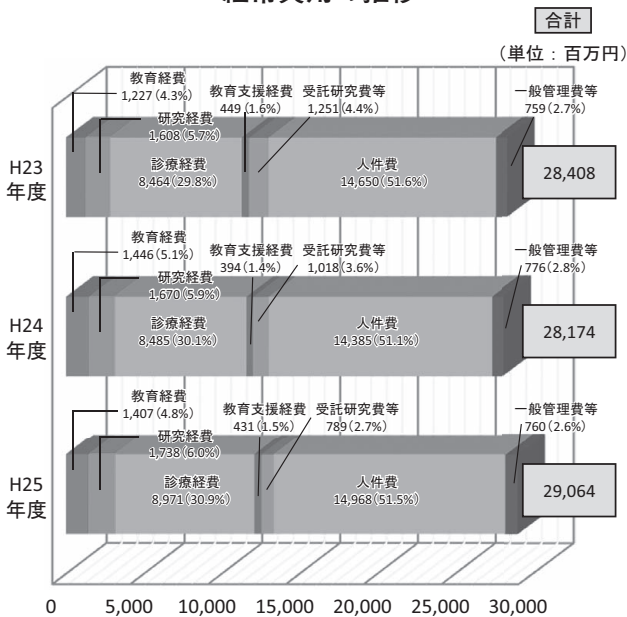 合計
(単位：百万円)
教育経費
1,227(4.3%)
教育支援経費
449(1.6%)
受託研究費等
1,251(4.4%)
一般管理費等
759(2.7%)
研究経費
1,608(5.7%)
H23
年度
診療経費
8,464(29.8%)
人件費
14,650(51.6%)
28,408
教育経費
1,446(5.1%)
教育支援経費
394(1.4%)
受託研究費等
1,018(3.6%)
一般管理費等
776(2.8%)
研究経費
1,670(5.9%)
H24
年度
診療経費
8,485(30.1%)
人件費
14,385(51.1%)
28,174
教育経費
1,407(4.8%)
教育支援経費
431(1.5%)
受託研究費等
789(2.7%)
一般管理費等
760(2.6%)
研究経費
1,738(6.0%)
H25
年度
診療経費
8,971(30.9%)
人件費
14,968(51.5%)
29,064
0 5,000 10,000 15,000 20,000 25,000 30,000